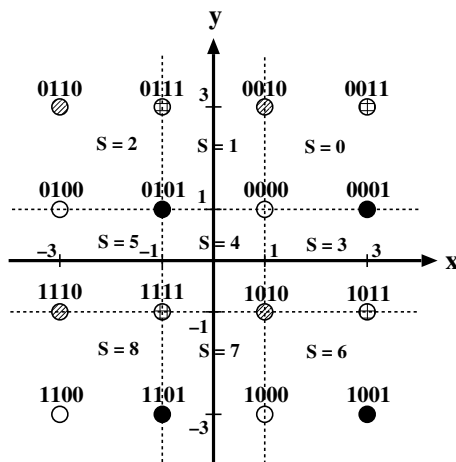 y
0110 0111 0010 0011
3
S = 2 S = 1 S = 0
0100 0101 0000 0001
1
S = 5 S = 4 S = 3
−3 −1 1 3 x
1110 1111 1010 1011
−1
S = 8 S = 7 S = 6
1100 1101 1000 1001
−3